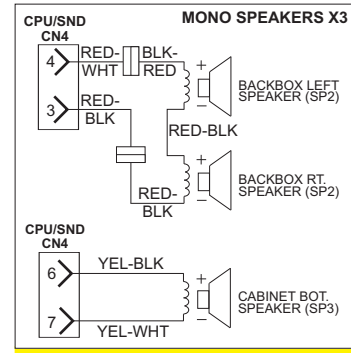 MONO SPEAKERS X3
CPU/SND
CN4
4
RED-
WHT
BLK-
RED
+
−
BACKBOX LEFT
SPEAKER (SP2)
3
RED-
BLK
RED-BLK
RED-
BLK
+
−
BACKBOX RT.
SPEAKER (SP2)
CPU/SND
CN4
6
YEL-BLK
+
−
CABINET BOT.
SPEAKER (SP3)
7
YEL-WHT